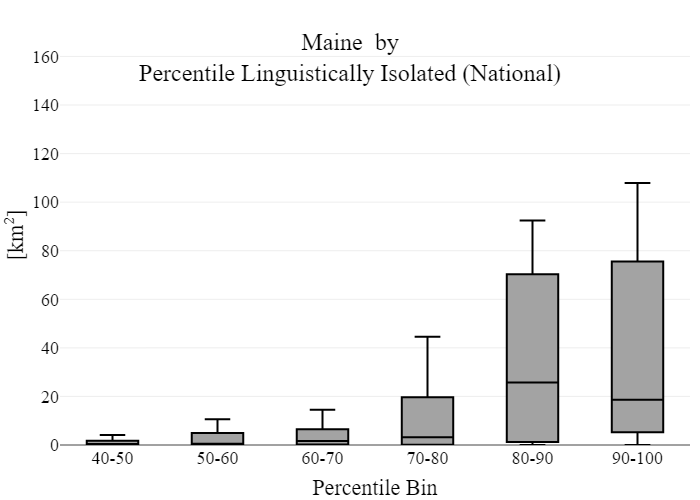 Maine by
Percentile Linguistically Isolated (National)
160
140
120
100
80
60
40
20
0
[km²]
40-50 50-60 60-70 70-80 80-90 90-100
Percentile Bin